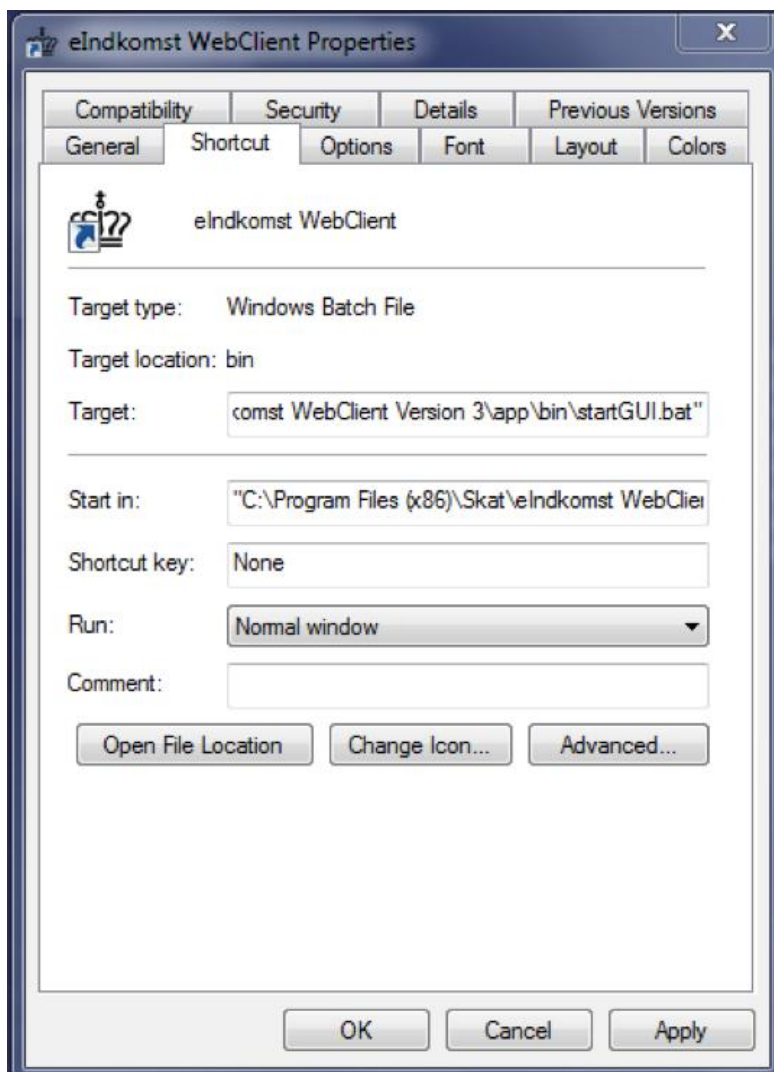 eIndkomst WebClient Properties
Compatibility Security Details Previous Versions
General Shortcut Options Font Layout Colors
eIndkomst WebClient
Target type: Windows Batch File
Target location: bin
Target: komst WebClient Version 3\app\bin\startGUI.bat"
Start in: "C:\Program Files (x86)\Skat\eIndkomst WebClier
Shortcut key: None
Run: Normal window
Comment:
Open File Location Change Icon... Advanced...
OK Cancel Apply